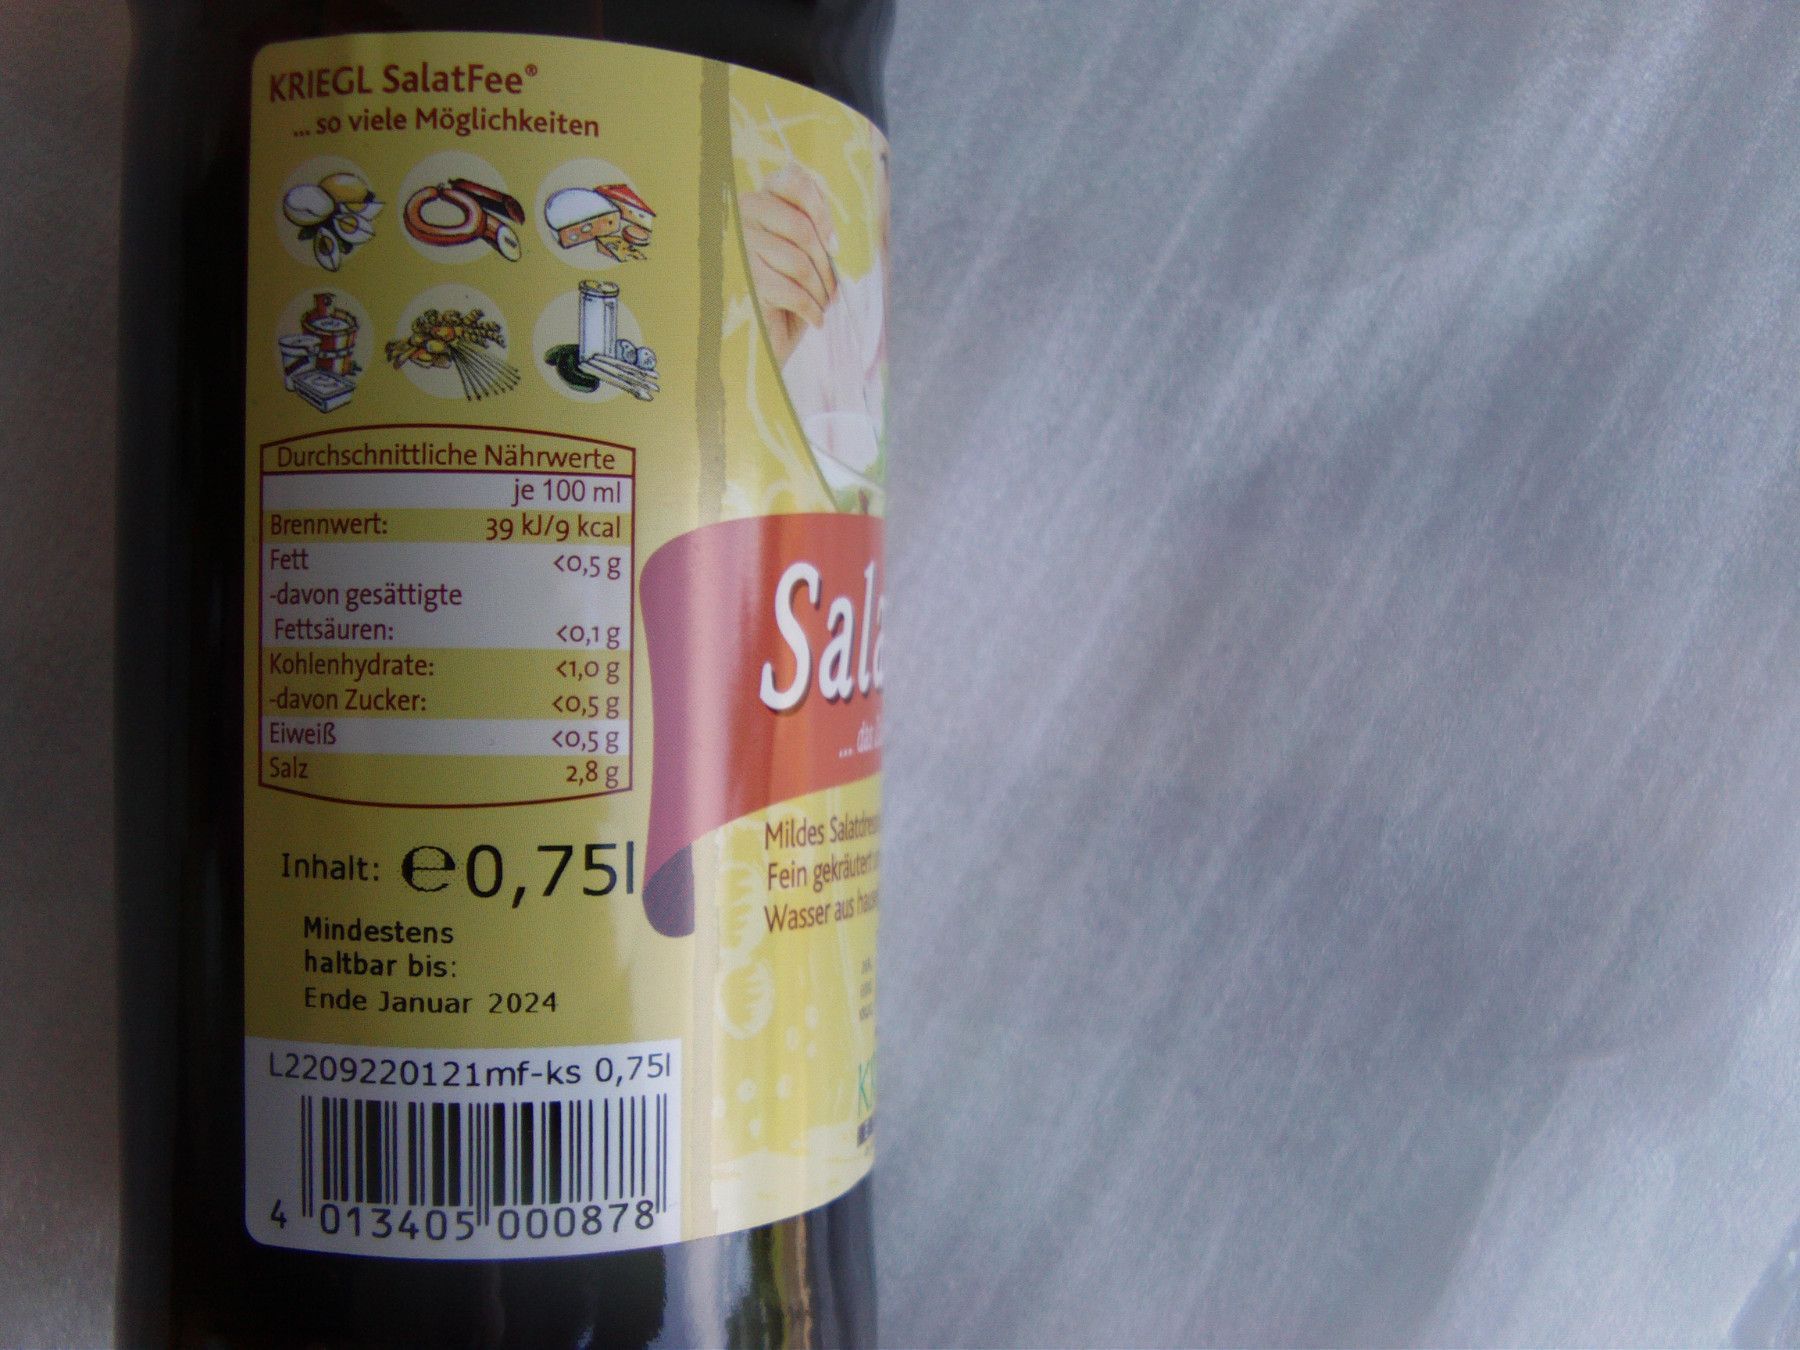 KRIEGL SalatFee®
... so viele Möglichkeiten
Durchschnittliche Nährwerte
je 100 ml
Brennwert: 39 kJ/9 kcal
Fett <0,5 g
-davon gesättigte
Fettsäuren: <0,1 g
Kohlenhydrate: <1,0 g
-davon Zucker: <0,5 g
Eiweiß <0,5 g
Salz 2,8 g
Inhalt: ℮0,75l
Mindestens
haltbar bis:
Ende Januar 2024
L2209220121mf-ks 0,75l
4 013405 000878
Sala
...
Mildes
Fein gekräutert
Wasser aus